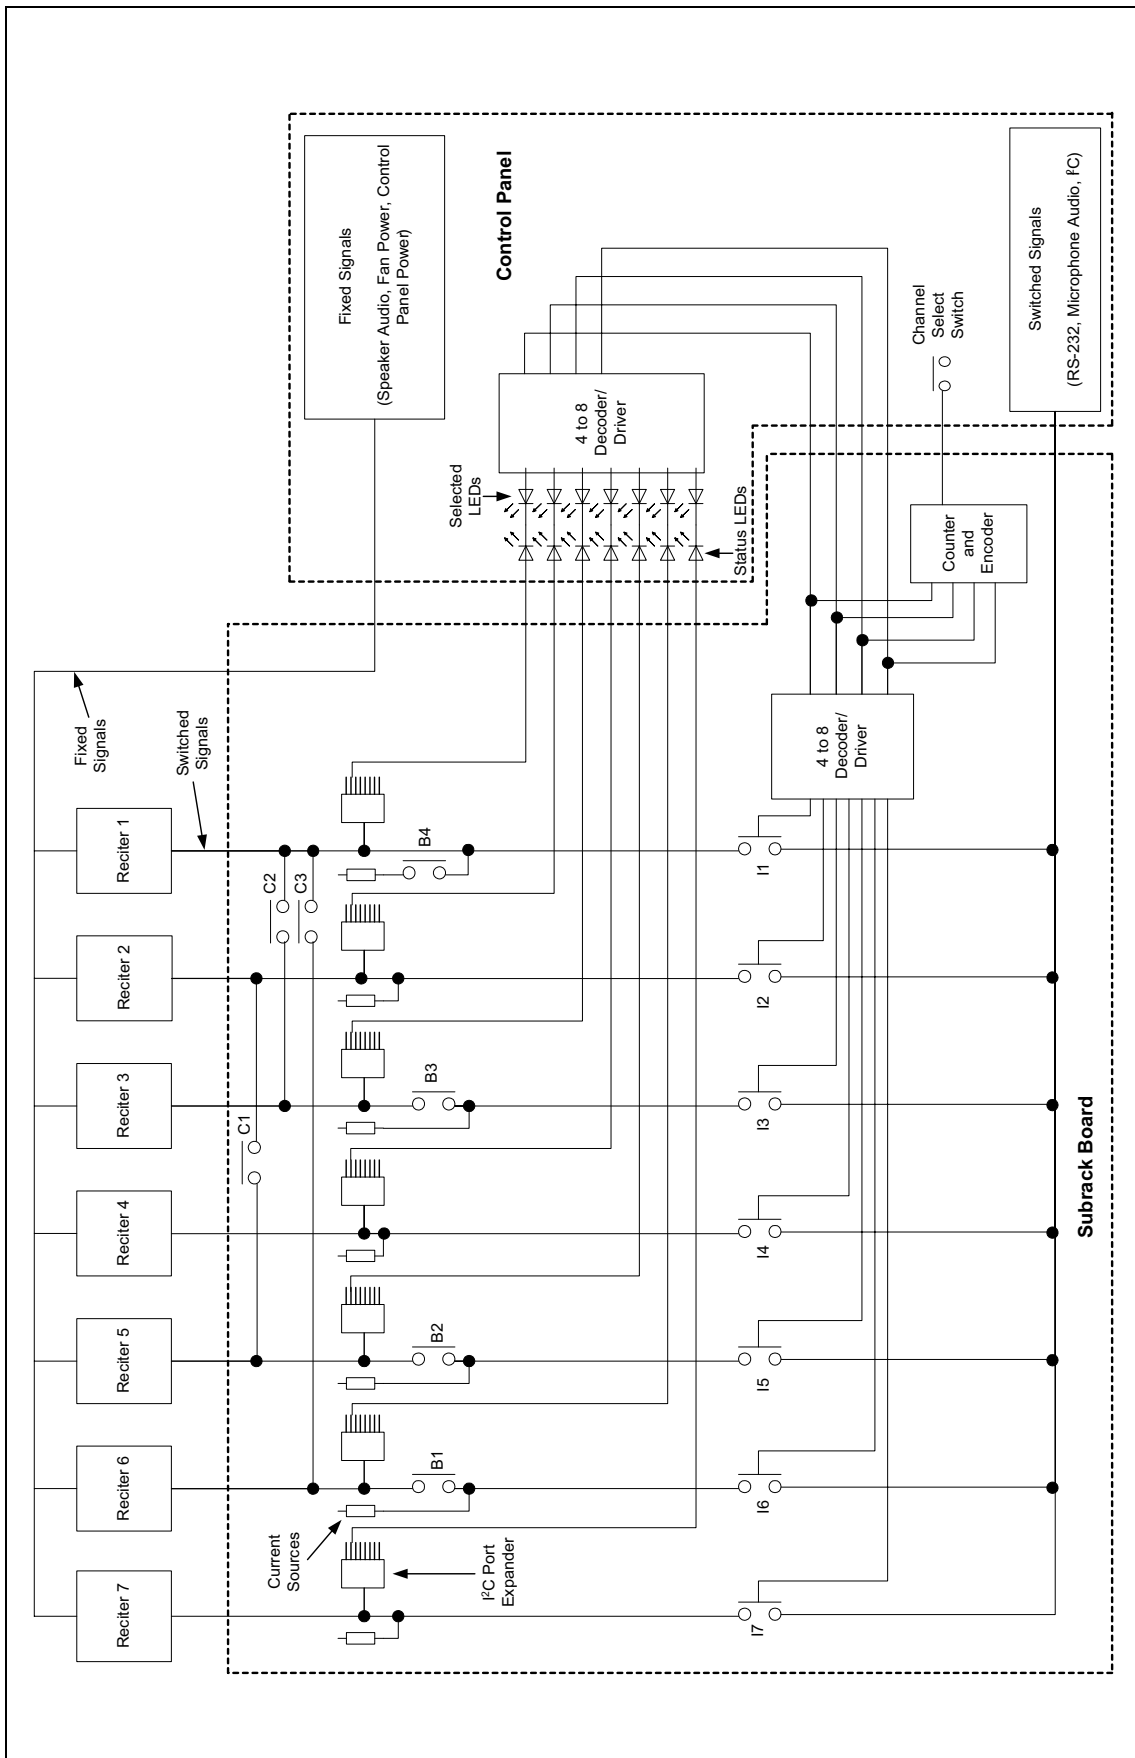 Fixed Signals
(Speaker Audio, Fan Power, Control
Panel Power)
Control Panel
Switched Signals
(RS-232, Microphone Audio, I²C)
Channel
Select
Switch
4 to 8
Decoder/
Driver
Selected
LEDs
Status LEDs
Counter
and
Encoder
4 to 8
Decoder/
Driver
Fixed
Signals
Switched
Signals
Reciter 1
Reciter 2
Reciter 3
Reciter 4
Reciter 5
Reciter 6
Reciter 7
C2
C3
C1
B4
B3
B2
B1
Current
Sources
I²C Port
Expander
I1
I2
I3
I4
I5
I6
I7
Subrack Board